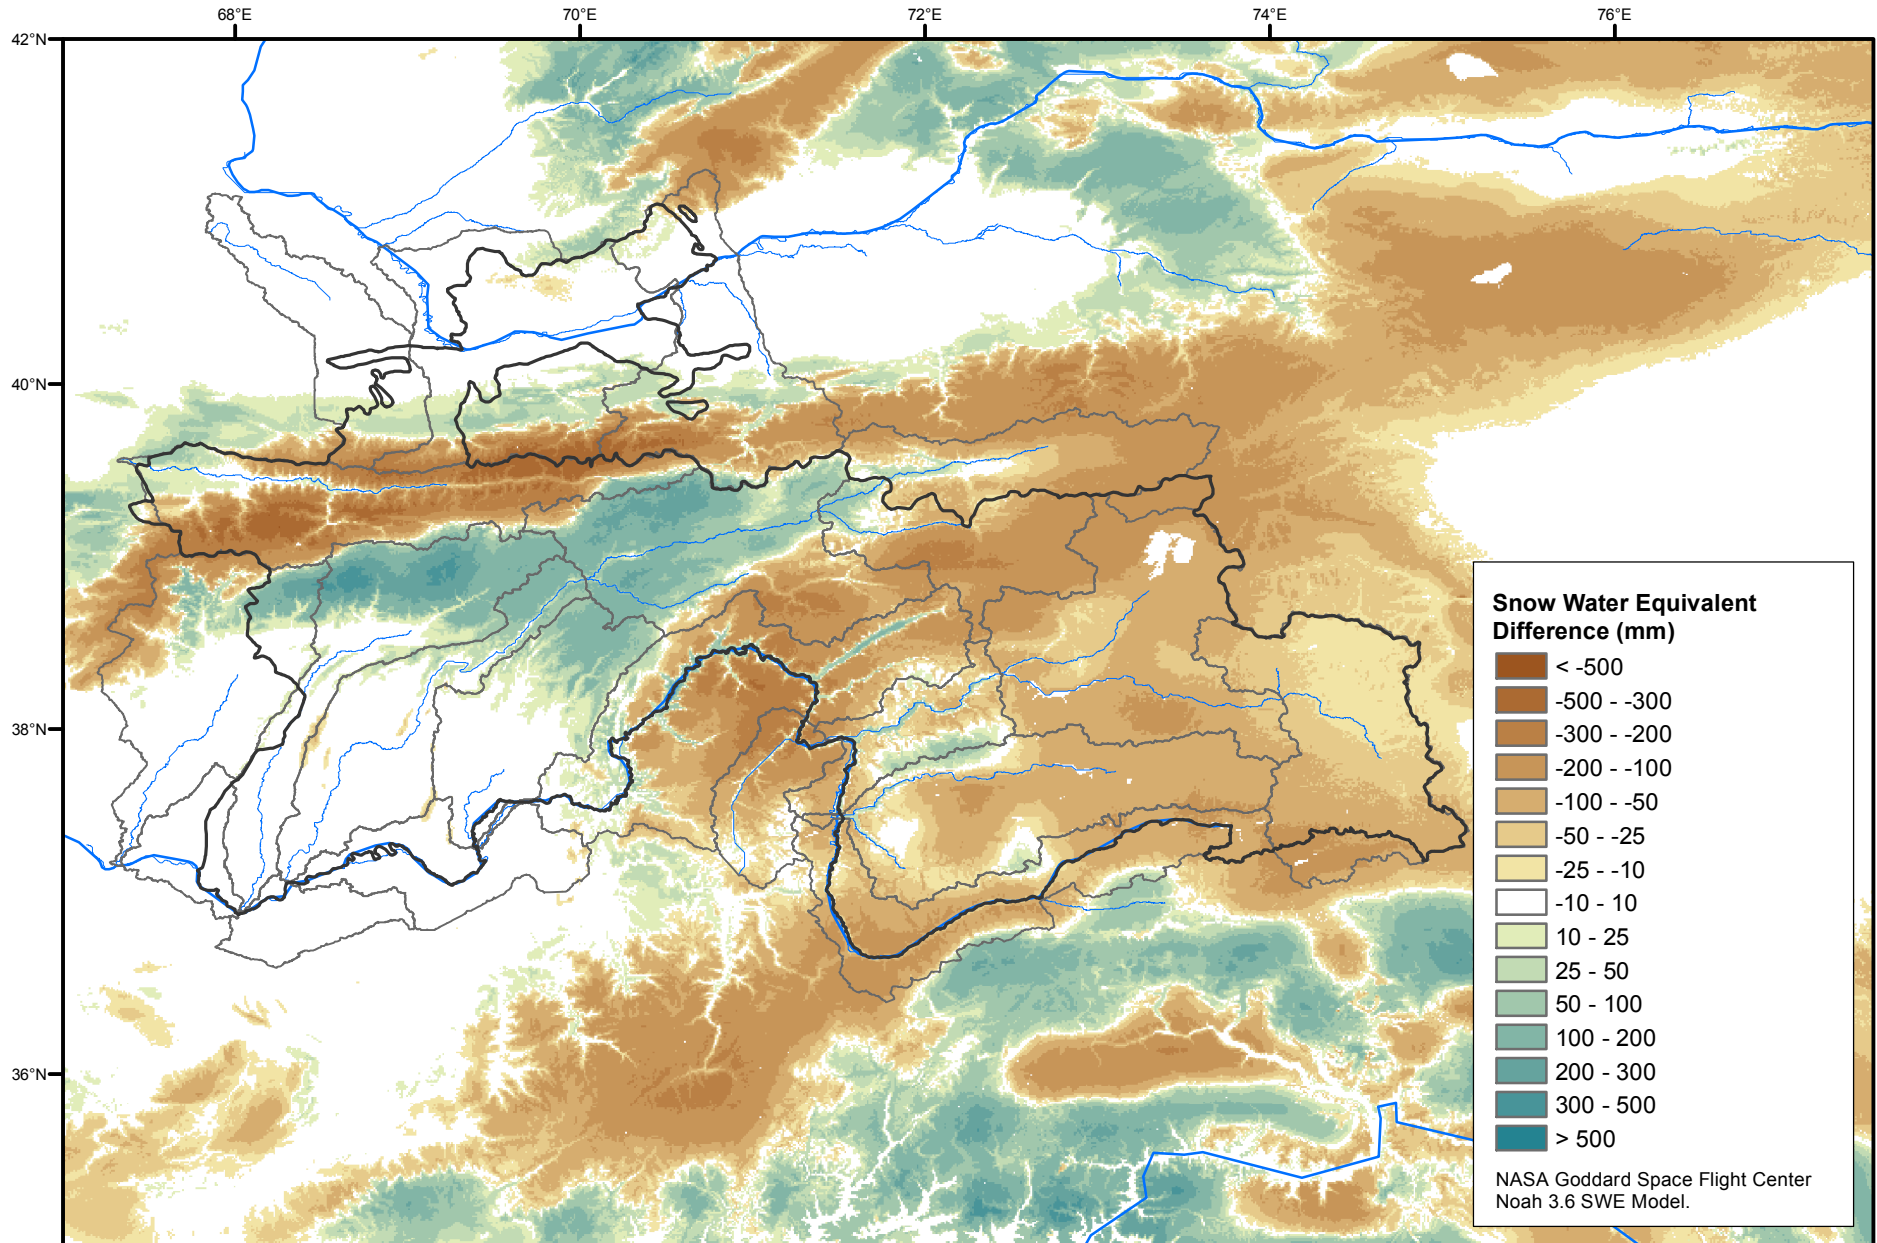 68°E 70°E 72°E 74°E 76°E
42°N
40°N
38°N
36°N
Snow Water Equivalent
Difference (mm)
< -500
-500 - -300
-300 - -200
-200 - -100
-100 - -50
-50 - -25
-25 - -10
-10 - 10
10 - 25
25 - 50
50 - 100
100 - 200
200 - 300
300 - 500
> 500
NASA Goddard Space Flight Center
Noah 3.6 SWE Model.